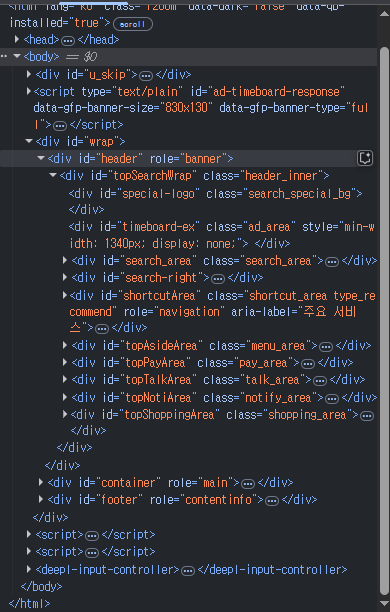 <html lang="ko" class="fzoom" data-dark="false" data-qb-
installed="true"> scroll
<head>⋯</head>
⋯<body> == $0
<div id="u_skip">⋯</div>
<script type="text/plain" id="ad-timeboard-response"
data-gfp-banner-size="830x130" data-gfp-banner-type="ful
l">⋯</script>
<div id="wrap">
<div id="header" role="banner">
<div id="topSearchWrap" class="header_inner">
<div id="special-logo" class="search_special_bg">
</div>
<div id="timeboard-ex" class="ad_area" style="min-
width: 1340px; display: none;"> </div>
<div id="search_area" class="search_area">⋯</div>
<div id="search-right">⋯</div>
<div id="shortcutArea" class="shortcut_area type_re
commend" role="navigation" aria-label="주요 서비
스">⋯</div>
<div id="topAsideArea" class="menu_area">⋯</div>
<div id="topPayArea" class="pay_area">⋯</div>
<div id="topTalkArea" class="talk_area">⋯</div>
<div id="topNotiArea" class="notify_area">⋯</div>
<div id="topShoppingArea" class="shopping_area">⋯
</div>
</div>
</div>
<div id="container" role="main">⋯</div>
<div id="footer" role="contentinfo">⋯</div>
</div>
<script>⋯</script>
<script>⋯</script>
<deepl-input-controller>⋯</deepl-input-controller>
</body>
</html>